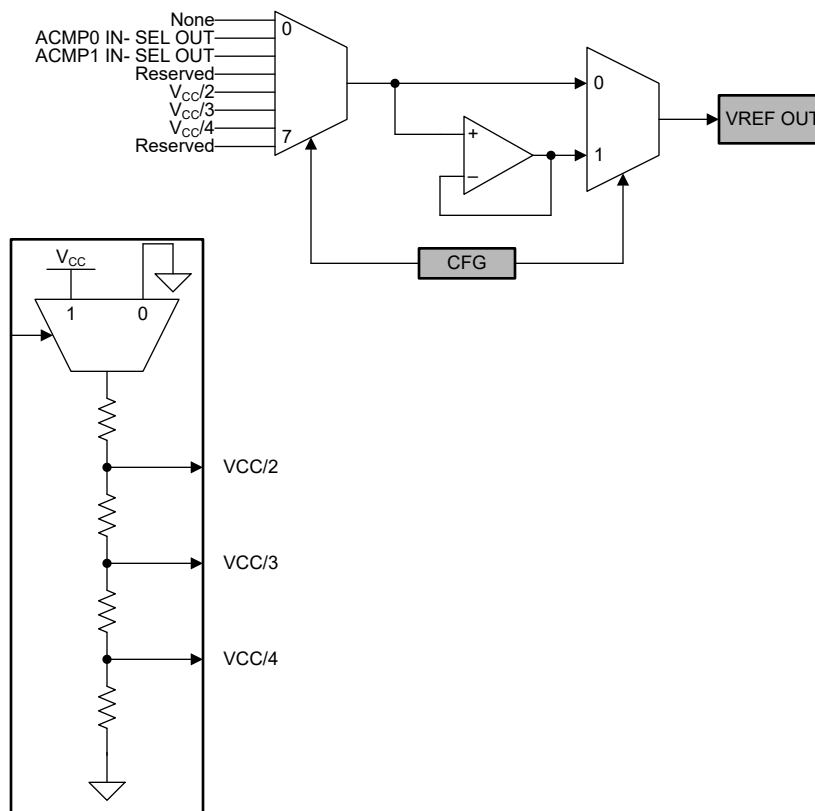 None
ACMP0 IN- SEL OUT
ACMP1 IN- SEL OUT
Reserved
VCC/2
VCC/3
VCC/4
Reserved
0
7
0
1
+
–
VREF OUT
CFG
VCC
1
0
VCC/2
VCC/3
VCC/4